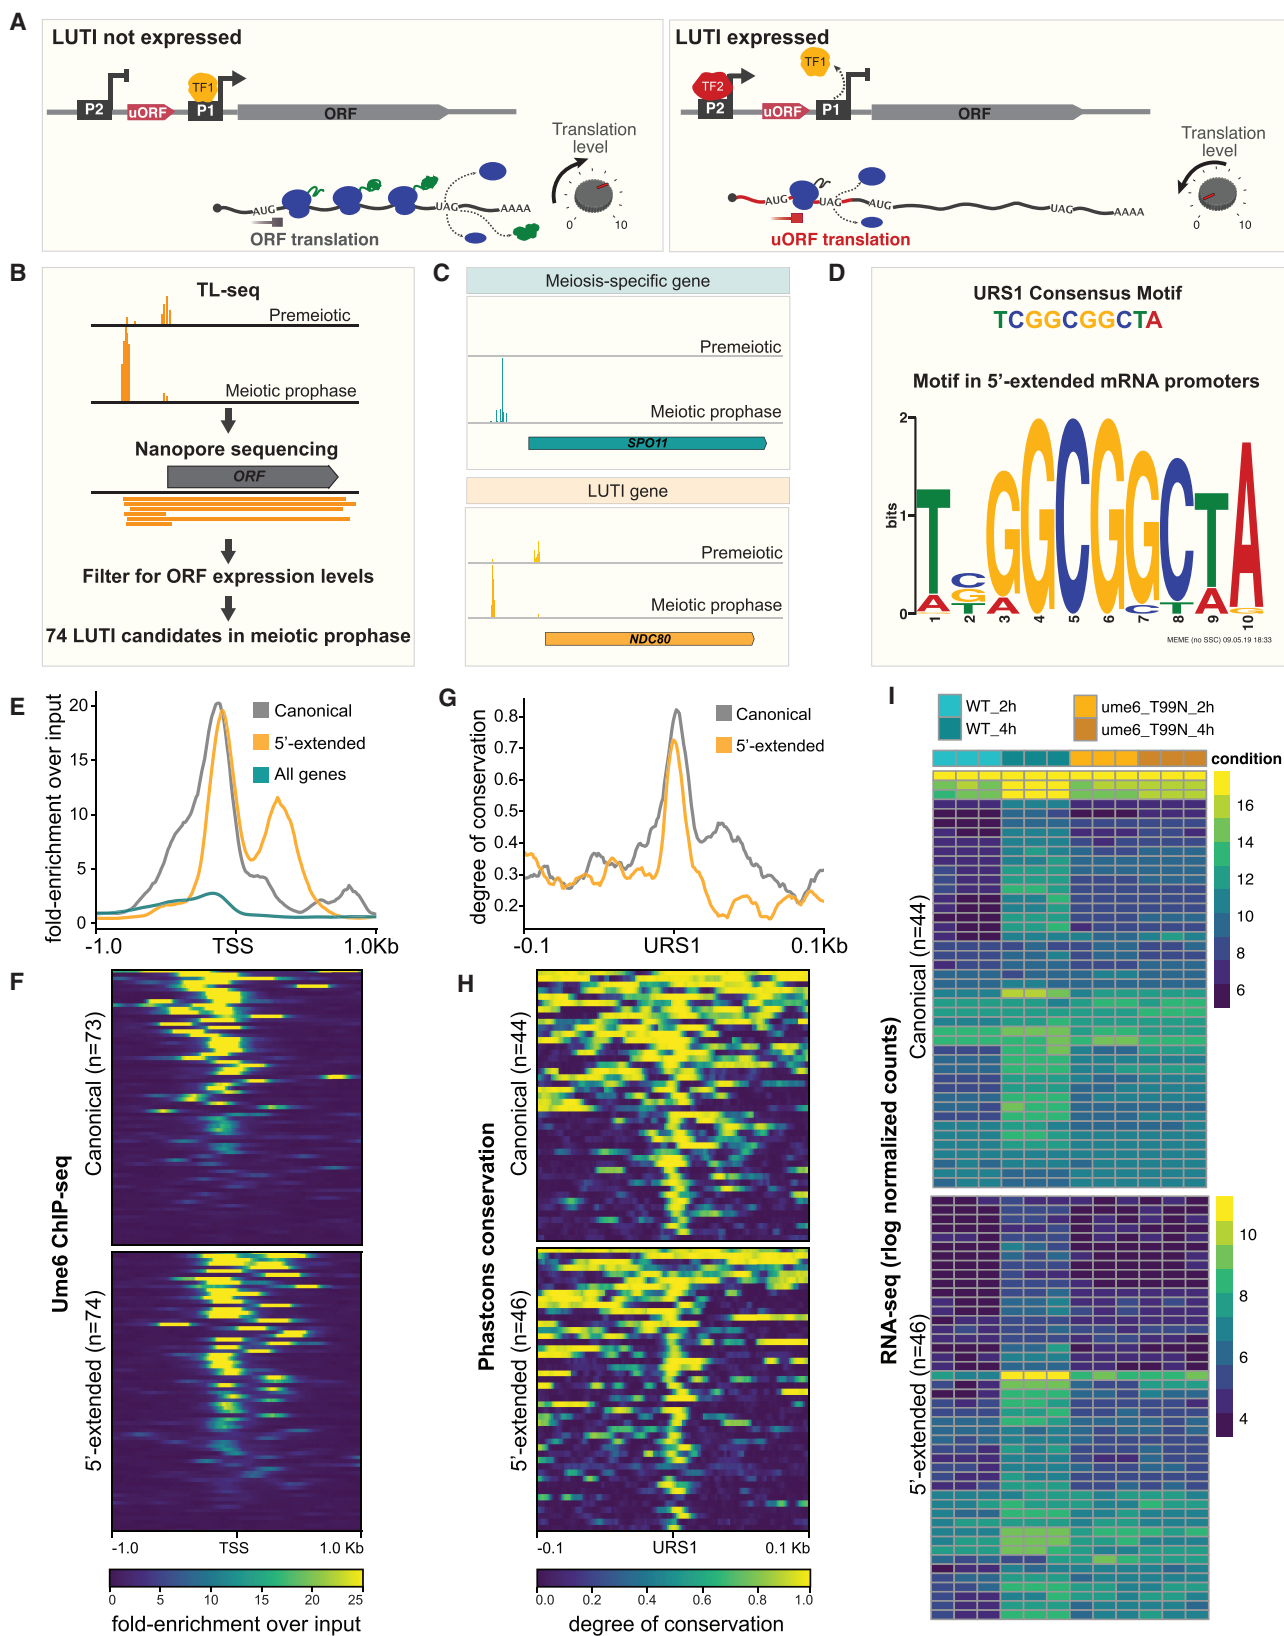 A
LUTI not expressed
P2
uORF
TF1
P1
ORF
AUG
UAG
AAAA
ORF translation
Translation
level
0
10
LUTI expressed
TF2
P2
uORF
TF1
P1
ORF
AUG
UAG
AUG
UAG
AAAA
uORF translation
Translation
level
0
10
B
TL-seq
Premeiotic
Meiotic prophase
Nanopore sequencing
ORF
Filter for ORF expression levels
74 LUTI candidates in meiotic prophase
C
Meiosis-specific gene
Premeiotic
Meiotic prophase
SPO11
LUTI gene
Premeiotic
Meiotic prophase
NDC80
D
URS1 Consensus Motif
TCGGCGGCTA
Motif in 5'-extended mRNA promoters
bits
2
1
0
T
A
C
G
T
G
A
G
C
G
G
C
C
T
T
A
A
G
1 2 3 4 5 6 7 8 9 10
MEME (no SSC) 09.05.19 18:33
E
fold-enrichment over input
20
15
10
5
0
Canonical
5'-extended
All genes
-1.0
TSS
1.0Kb
F
Ume6 ChIP-seq
Canonical (n=73)
5'-extended (n=74)
-1.0
TSS
1.0 Kb
0 5 10 15 20 25
fold-enrichment over input
G
degree of conservation
0.8
0.7
0.6
0.5
0.4
0.3
0.2
Canonical
5'-extended
-0.1
URS1
0.1Kb
H
Phastcons conservation
Canonical (n=44)
5'-extended (n=46)
-0.1
URS1
0.1 Kb
0.0 0.2 0.4 0.6 0.8 1.0
degree of conservation
I
WT_2h
WT_4h
ume6_T99N_2h
ume6_T99N_4h
condition
16
14
12
10
8
6
RNA-seq (rlog normalized counts)
Canonical (n=44)
5'-extended (n=46)
10
8
6
4